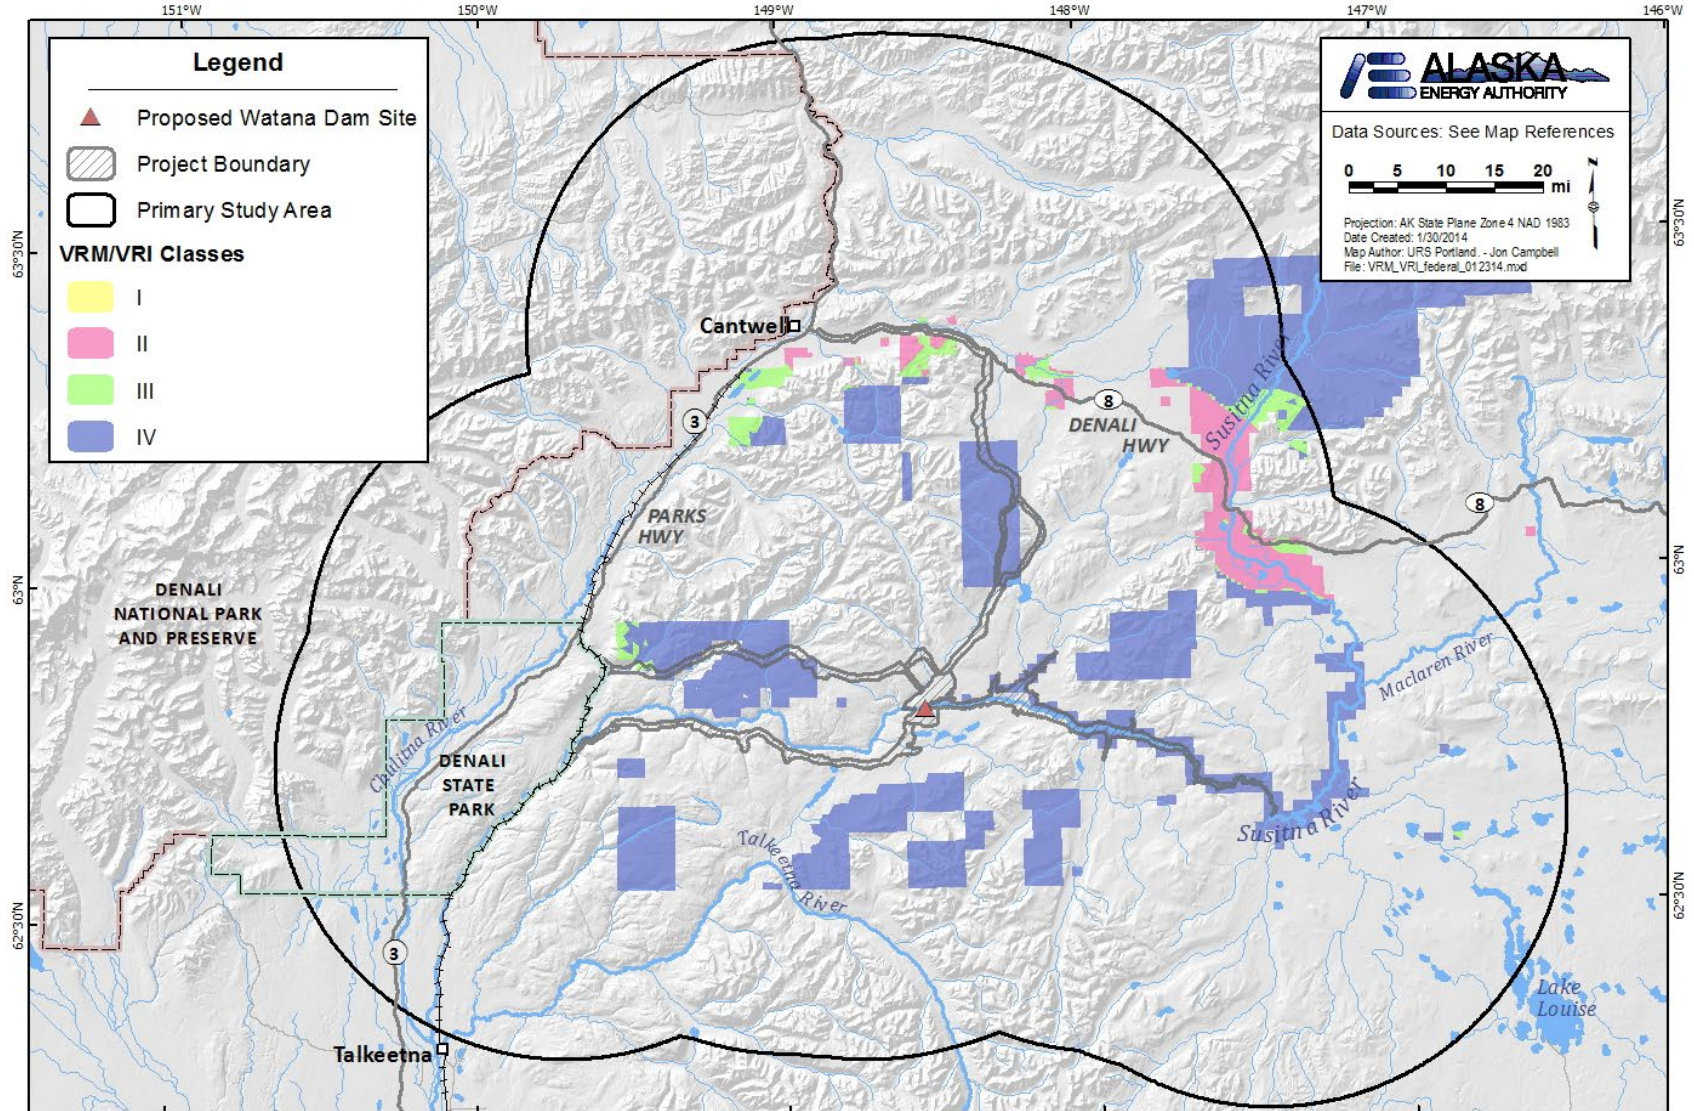 151°W
150°W
149°W
148°W
147°W
146°W
Legend
Proposed Watana Dam Site
Project Boundary
Primary Study Area
VRM/VRI Classes
I
II
III
IV
ALASKA
ENERGY AUTHORITY
Data Sources: See Map References
0 5 10 15 20
mi
N
Projection: AK State Plane Zone 4 NAD 1983
Date Created: 1/30/2014
Map Author: URS Portland. - Jon Campbell
File: VRM_VRI_federal_012314.mxd
63°30'N
63°30'N
Cantwell
Susitna River
3
8
DENALI
HWY
8
PARKS
HWY
63°N
63°N
DENALI
NATIONAL PARK
AND PRESERVE
Maclaren River
Chulitna River
DENALI
STATE
PARK
Susitna River
Talkeetna River
62°30'N
62°30'N
3
Lake
Louise
Talkeetna